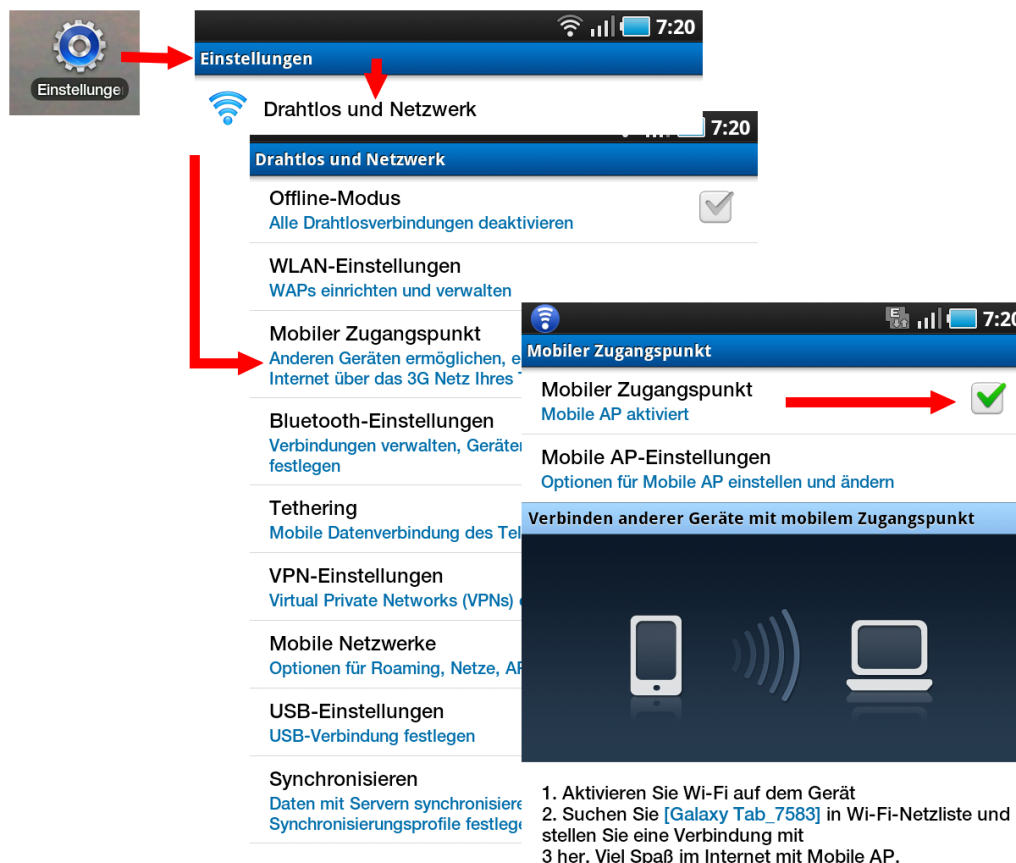 Einstellunge
7:20
Einstellungen
Drahtlos und Netzwerk
7:20
Drahtlos und Netzwerk
Offline-Modus
Alle Drahtlosverbindungen deaktivieren
WLAN-Einstellungen
WAPs einrichten und verwalten
Mobiler Zugangspunkt
Anderen Geräten ermöglichen, e
Internet über das 3G Netz Ihres
Bluetooth-Einstellungen
Verbindungen verwalten, Geräte
festlegen
Tethering
Mobile Datenverbindung des Tel
VPN-Einstellungen
Virtual Private Networks (VPNs)
Mobile Netzwerke
Optionen für Roaming, Netze, AP
USB-Einstellungen
USB-Verbindung festlegen
Synchronisieren
Daten mit Servern synchronisiere
Synchronisierungsprofile festlege
E
7:20
Mobiler Zugangspunkt
Mobiler Zugangspunkt
Mobile AP aktiviert
Mobile AP-Einstellungen
Optionen für Mobile AP einstellen und ändern
Verbinden anderer Geräte mit mobilem Zugangspunkt
1. Aktivieren Sie Wi-Fi auf dem Gerät
2. Suchen Sie [Galaxy Tab_7583] in Wi-Fi-Netzliste und
stellen Sie eine Verbindung mit
3 her. Viel Spaß im Internet mit Mobile AP.